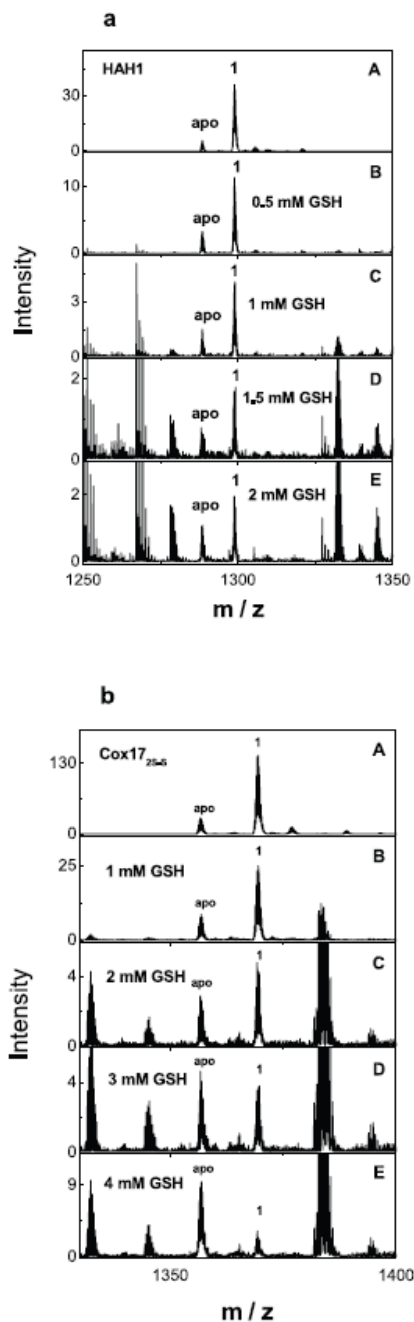 a
HAH1
1
A
30
apo
0
1
B
10
0.5 mM GSH
apo
0
1
C
5
1 mM GSH
apo
0
1
D
2
1.5 mM GSH
apo
0
1
E
2
2 mM GSH
apo
0
1250 1300 1350
m / z
Intensity
b
Cox17
1
A
130
apo
0
1
B
25
1 mM GSH
apo
0
1
C
2 mM GSH
4
apo
0
apo
D
3 mM GSH
1
4
0
apo
E
4 mM GSH
9
1
0
1350 1400
m / z
Intensity